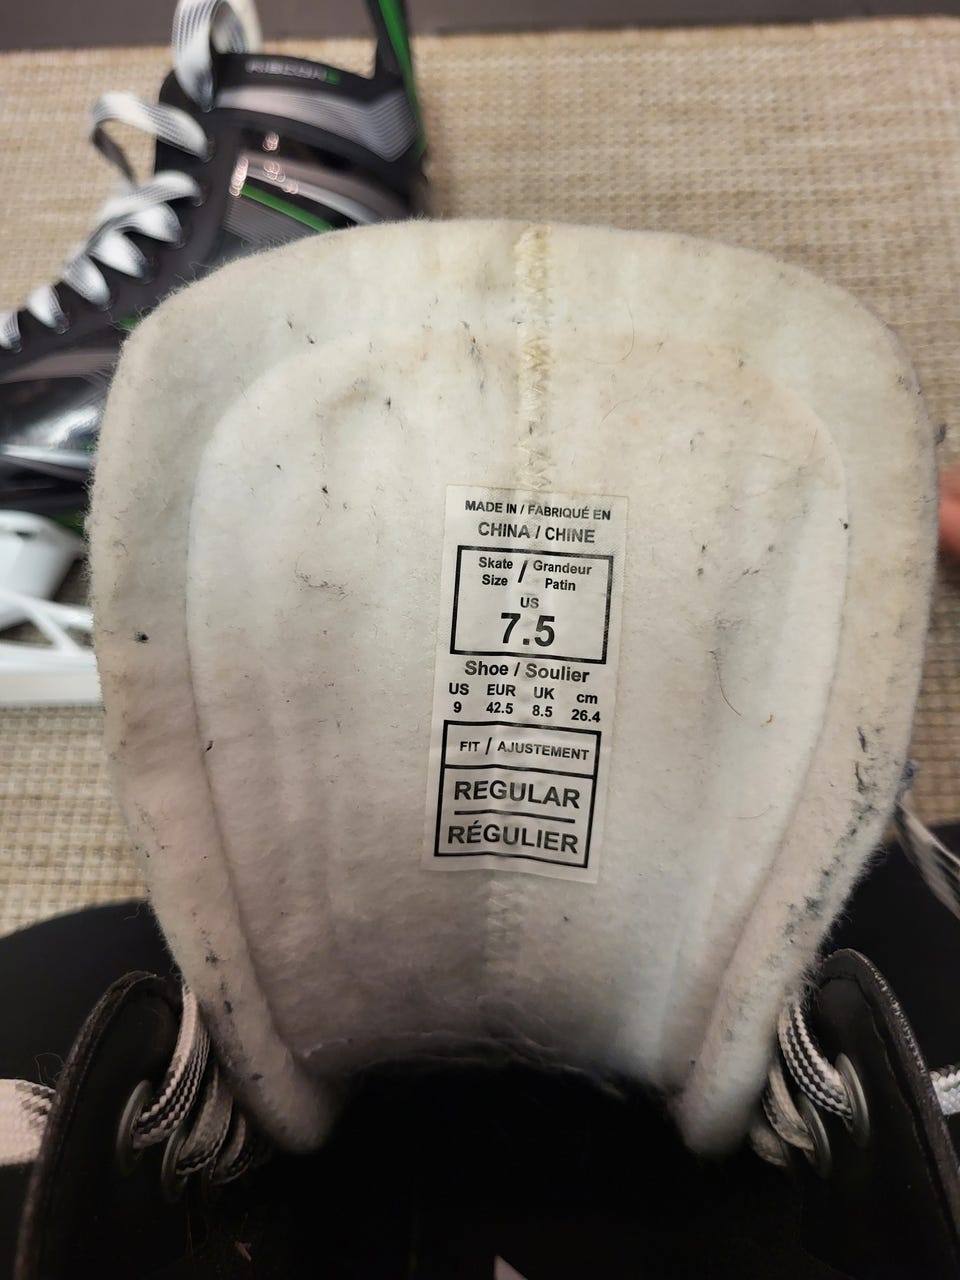 MADE IN / FABRIQUÉ EN
CHINA / CHINE
Skate / Grandeur
Size Patin
US
7.5
Shoe / Soulier
US EUR UK cm
9 42.5 8.5 26.4
FIT / AJUSTEMENT
REGULAR
RÉGULIER